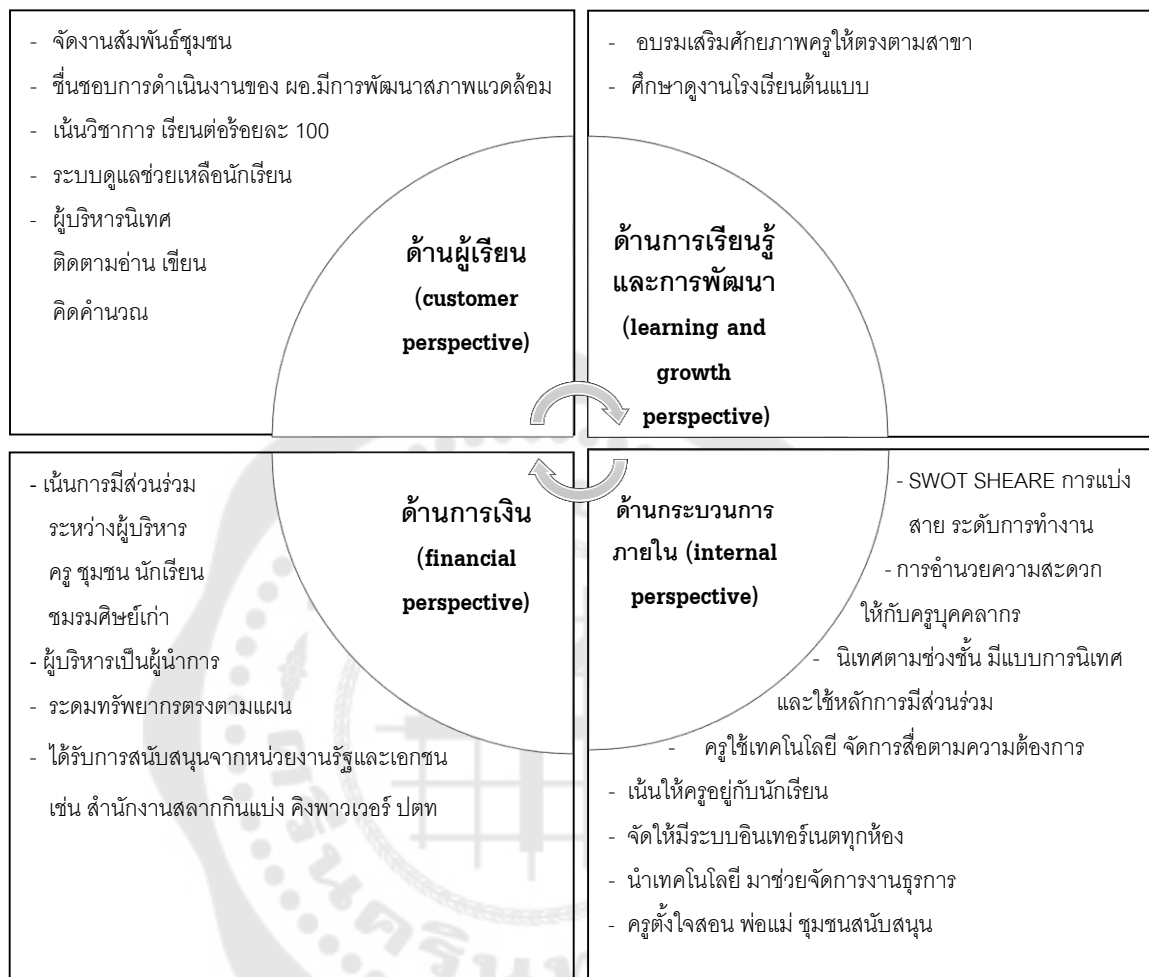 - จัดงานสัมพันธ์ชุมชน
- ชื่นชอบการดำเนินงานของ ผอ.มีการพัฒนาสภาพแวดล้อม
- เน้นวิชาการ เรียนต่อร้อยละ 100
- ระบบดูแลช่วยเหลือนักเรียน
- ผู้บริหารนิเทศ
ติดตามอ่าน เขียน
คิดคำนวณ
ด้านผู้เรียน
(customer
perspective)
- อบรมเสริมศักยภาพครูให้ตรงตามสาขา
- ศึกษาดูงานโรงเรียนต้นแบบ
ด้านการเรียนรู้
และการพัฒนา
(learning and
growth
perspective)
- เน้นการมีส่วนร่วม
ระหว่างผู้บริหาร
ครู ชุมชน นักเรียน
ชมรมศิษย์เก่า
- ผู้บริหารเป็นผู้นำการ
- ระดมทรัพยากรตรงตามแผน
- ได้รับการสนับสนุนจากหน่วยงานรัฐและเอกชน
เช่น สำนักงานสลากกินแบ่ง คิงพาวเวอร์ ปตท
ด้านการเงิน
(financial
perspective)
ด้านกระบวนการ
ภายใน (internal
perspective)
- SWOT SHEARE การแบ่ง
สาย ระดับการทำงาน
- การอำนวยความสะดวก
ให้กับครูบุคคลากร
- นิเทศตามช่วงชั้น มีแบบการนิเทศ
และใช้หลักการมีส่วนร่วม
- ครูใช้เทคโนโลยี จัดการสื่อตามความต้องการ
- เน้นให้ครูอยู่กับนักเรียน
- จัดให้มีระบบอินเทอร์เนตทุกห้อง
- นำเทคโนโลยี มาช่วยจัดการงานธุรการ
- ครูตั้งใจสอน พ่อแม่ ชุมชนสนับสนุน